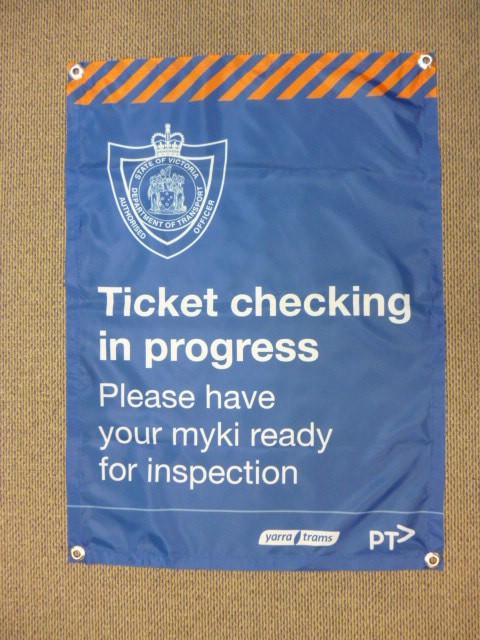 STATE OF VICTORIA
DEPARTMENT OF TRANSPORT
AUTHORISED OFFICER
Ticket checking
in progress
Please have
your myki ready
for inspection
yarra trams
PT>